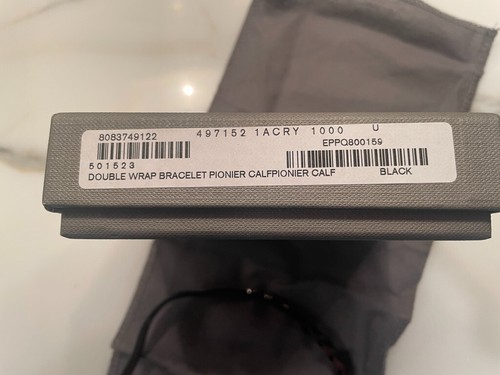 8083749122 497152 1ACRY 1000 U
EPPQ800159
501523
DOUBLE WRAP BRACELET PIONIER CALFPIONIER CALF BLACK